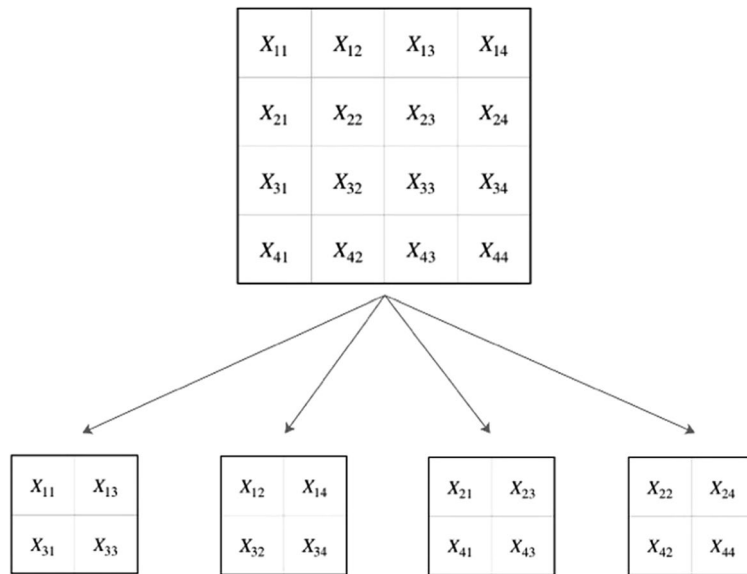 X₁₁ X₁₂ X₁₃ X₁₄
X₂₁ X₂₂ X₂₃ X₂₄
X₃₁ X₃₂ X₃₃ X₃₄
X₄₁ X₄₂ X₄₃ X₄₄
X₁₁ X₁₃ X₁₂ X₁₄ X₂₁ X₂₃ X₂₂ X₂₄
X₃₁ X₃₃ X₃₂ X₃₄ X₄₁ X₄₃ X₄₂ X₄₄